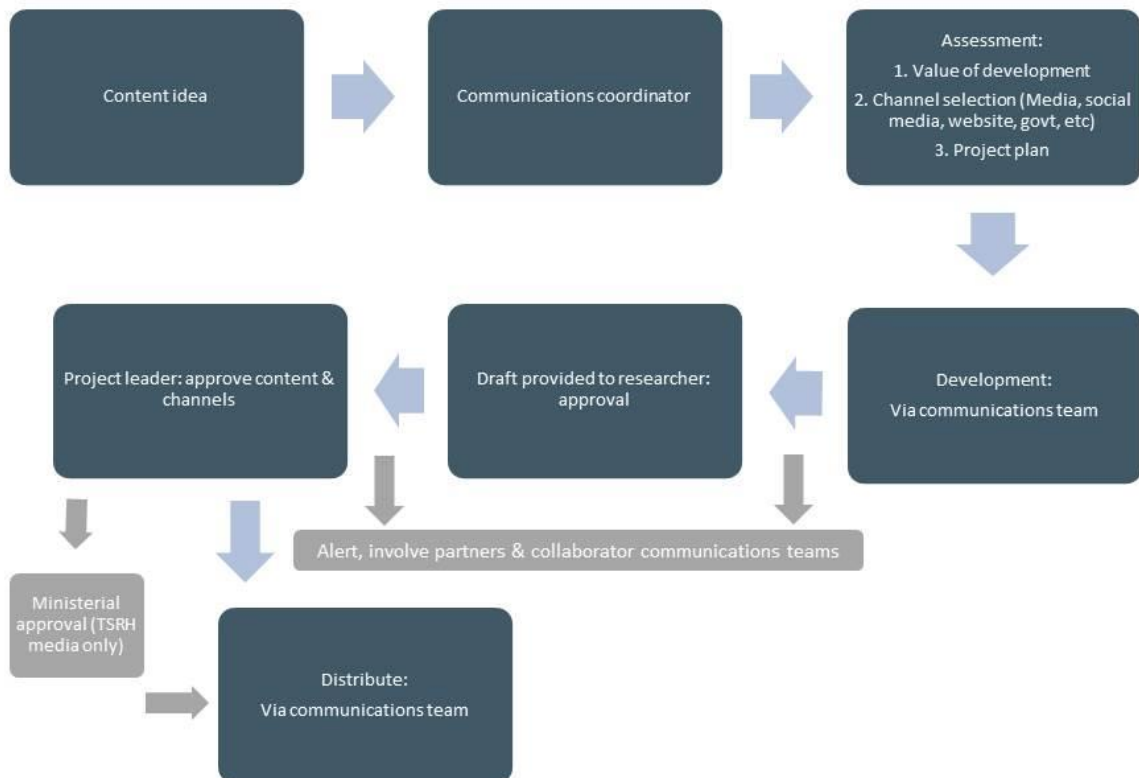 Content idea
Communications coordinator
Assessment:
1. Value of development
2. Channel selection (Media, social
media, website, govt, etc)
3. Project plan
Project leader: approve content &
channels
Draft provided to researcher:
approval
Development:
Via communications team
Alert, involve partners & collaborator communications teams
Ministerial
approval (TSRH
media only)
Distribute:
Via communications team